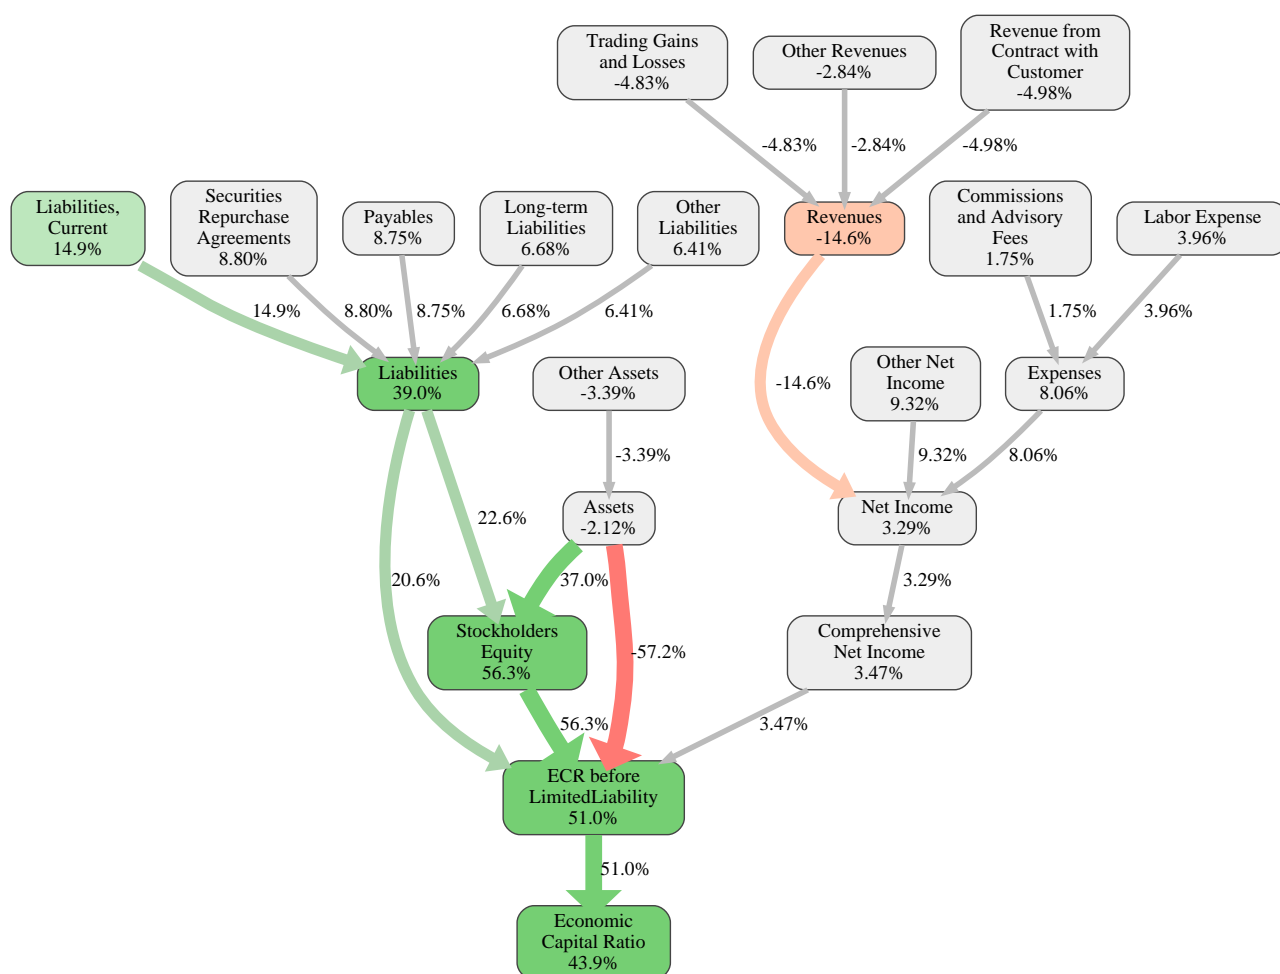 Trading Gains
and Losses
-4.83%
Other Revenues
-2.84%
Revenue from
Contract with
Customer
-4.98%
-4.83%
-2.84%
-4.98%
Liabilities,
Current
14.9%
Securities
Repurchase
Agreements
8.80%
Payables
8.75%
Long-term
Liabilities
6.68%
Other
Liabilities
6.41%
Revenues
-14.6%
Commissions
and Advisory
Fees
1.75%
Labor Expense
3.96%
14.9%
8.80%
8.75%
6.68%
6.41%
1.75%
3.96%
Liabilities
39.0%
Other Assets
-3.39%
-14.6%
Other Net
Income
9.32%
Expenses
8.06%
-3.39%
9.32%
8.06%
22.6%
Assets
-2.12%
Net Income
3.29%
20.6%
37.0%
3.29%
Stockholders
Equity
56.3%
-57.2%
Comprehensive
Net Income
3.47%
56.3%
3.47%
ECR before
LimitedLiability
51.0%
51.0%
Economic
Capital Ratio
43.9%